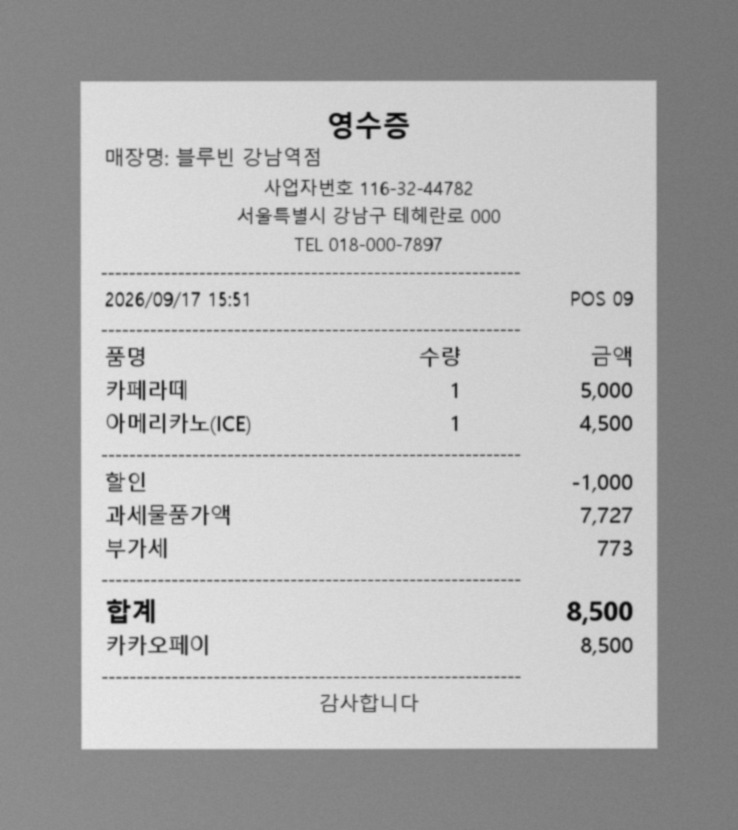 영수증
매장명: 블루빈 강남역점
사업자번호 116-32-44782
서울특별시 강남구 테헤란로 000
TEL 018-000-7897
2026/09/17 15:51 POS 09
품명 수량 금액
카페라떼 1 5,000
아메리카노(ICE) 1 4,500
할인 -1,000
과세물품가액 7,727
부가세 773
합계 8,500
카카오페이 8,500
감사합니다